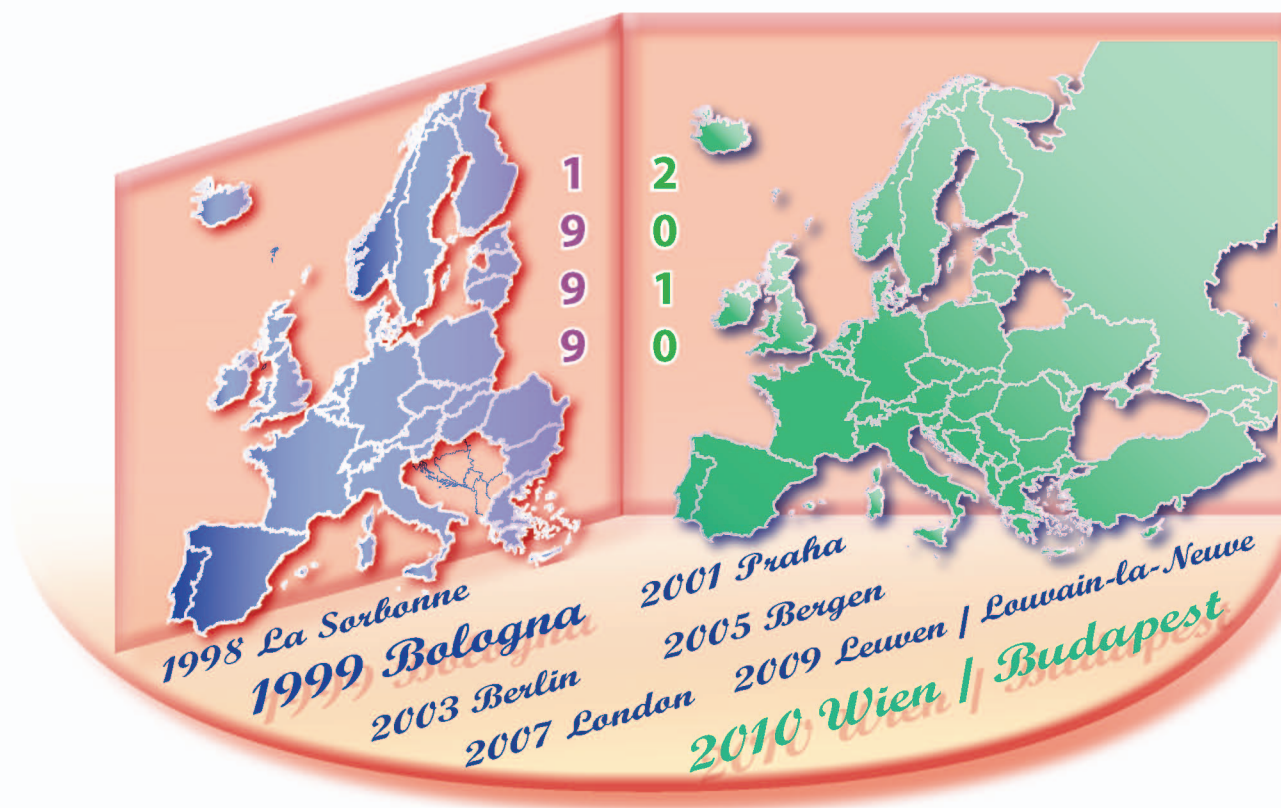 1999
2010
1998 La Sorbonne
1999 Bologna
2001 Praha
2003 Berlin
2005 Bergen
2007 London
2009 Leuven / Louvain-la-Neuve
2010 Wien / Budapest